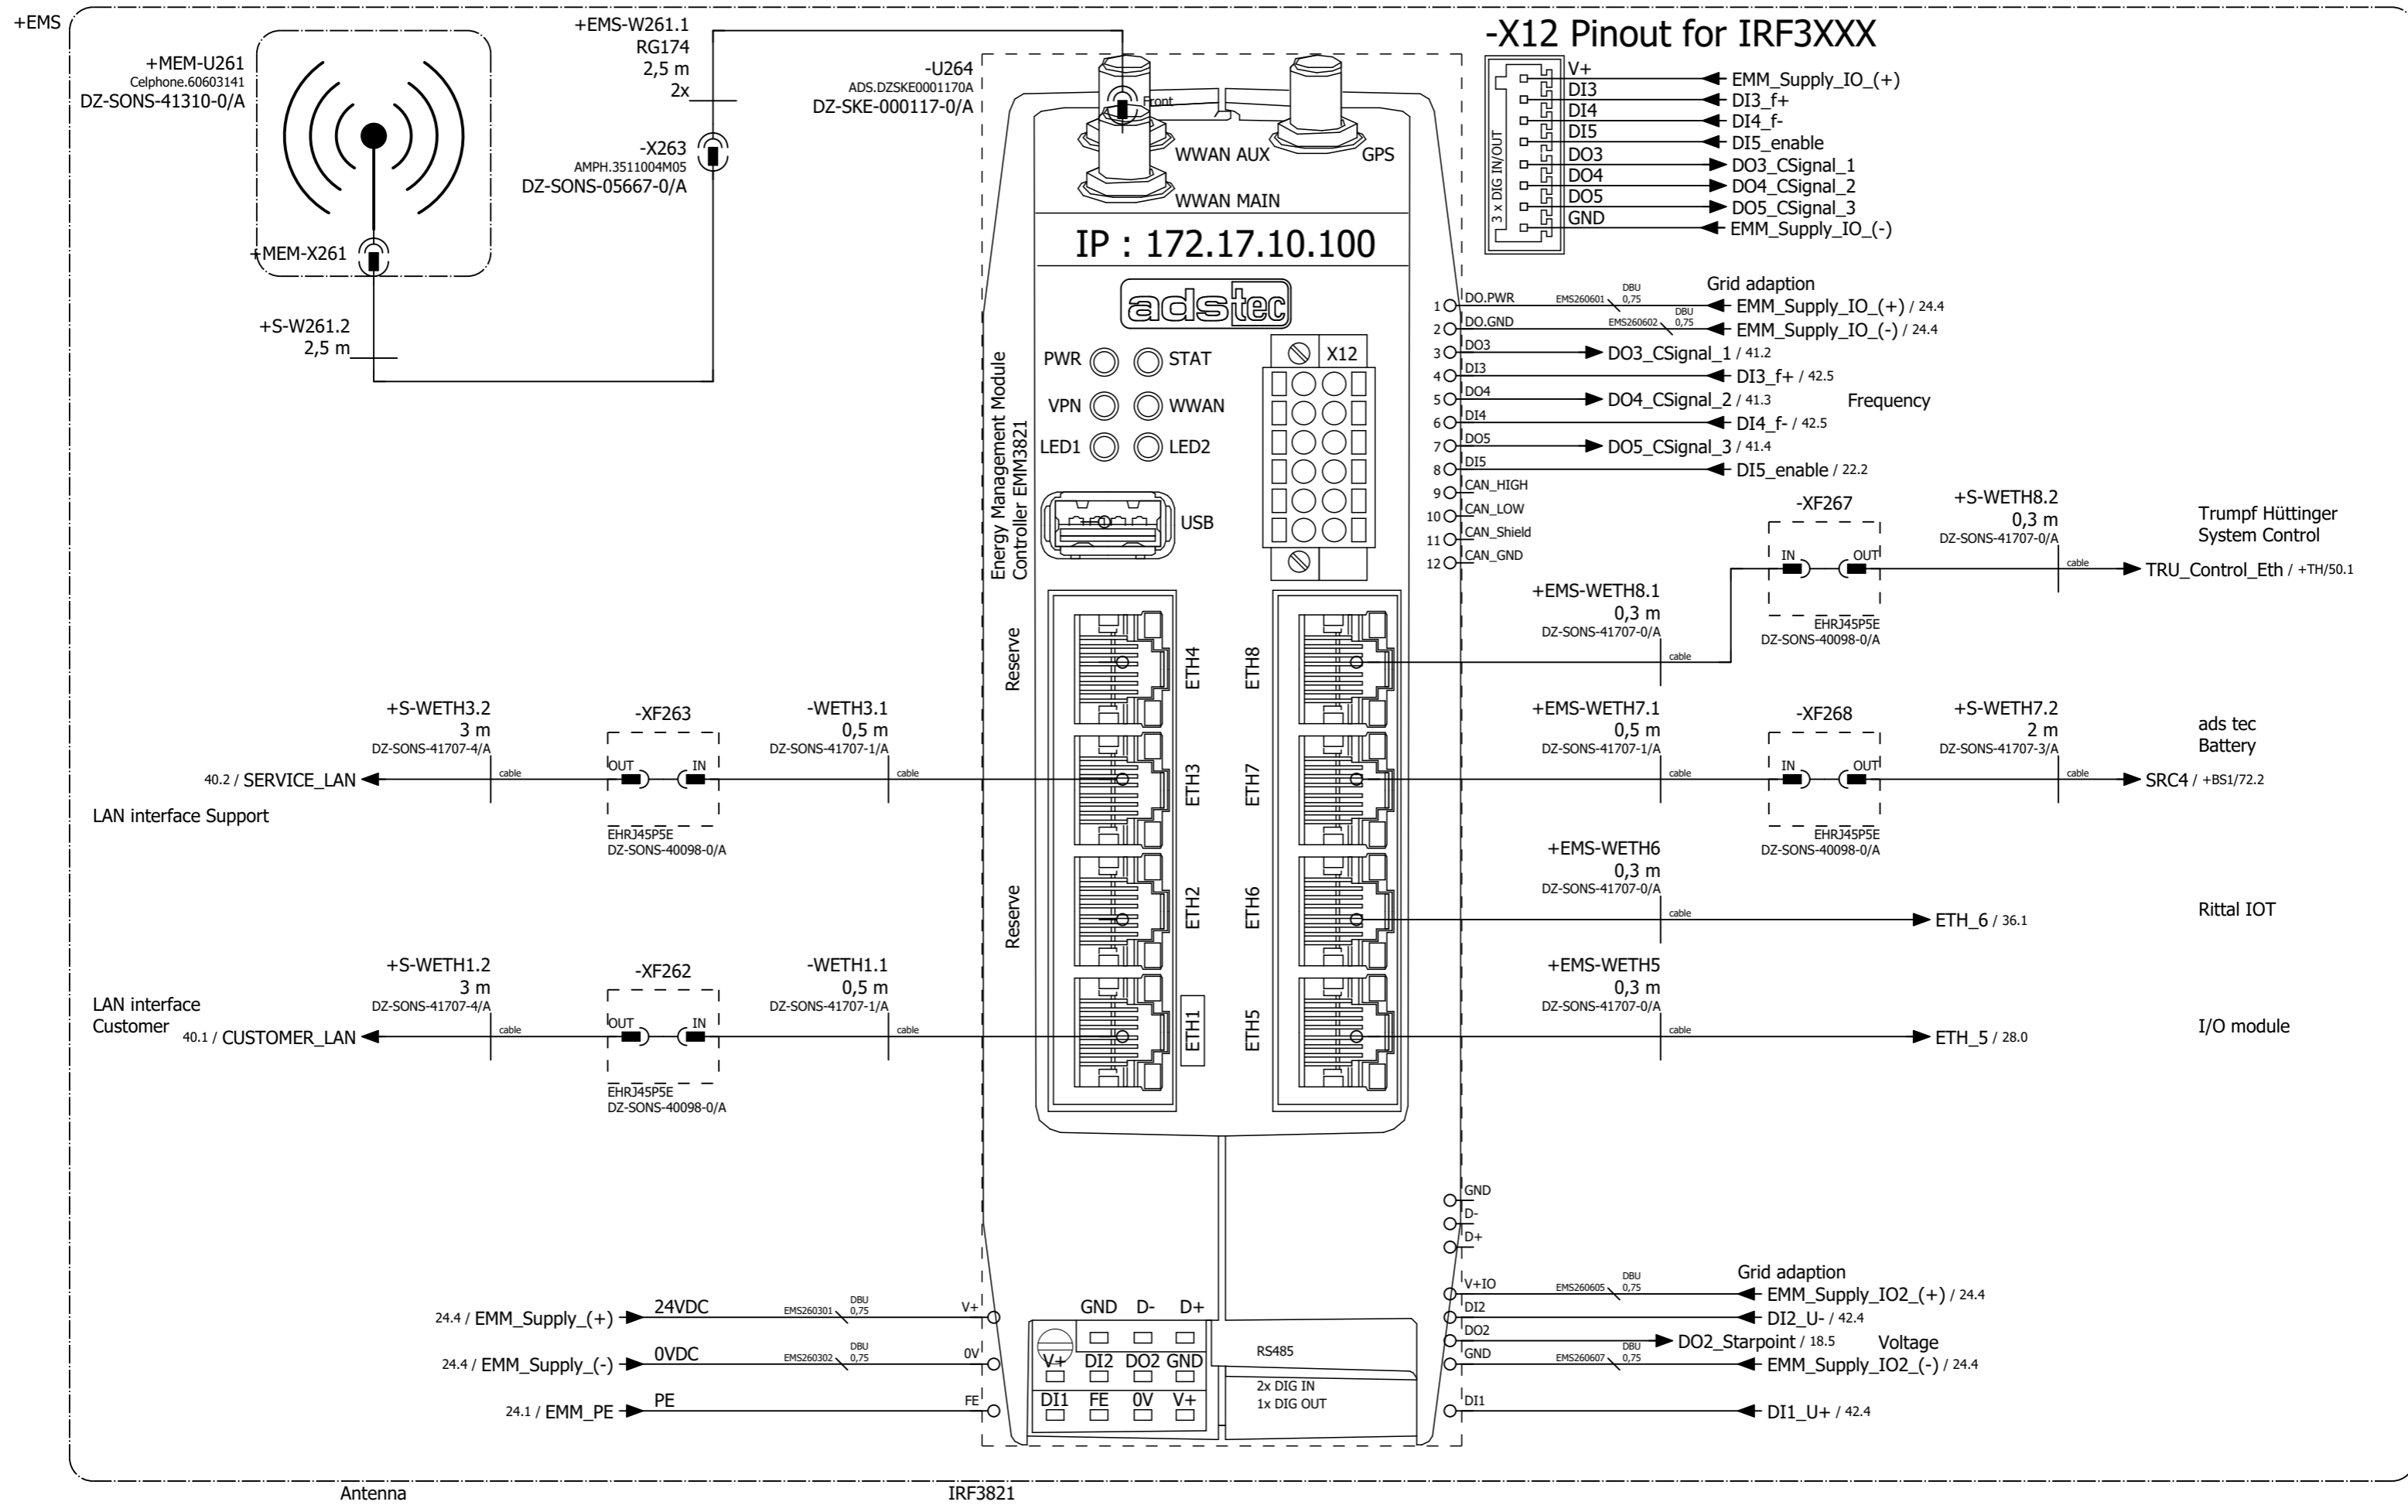 +EMS
+MEM-U261
Celphone.60603141
DZ-SONS-41310-0/A
+MEM-X261
+S-W261.2
2,5 m
+EMS-W261.1
RG174
2,5 m
2x
-X263
AMPH.3511004M05
DZ-SONS-05667-0/A
-U264
ADS.DZSKE0001170A
DZ-SKE-000117-0/A
Front
WWAN AUX
GPS
WWAN MAIN
IP : 172.17.10.100
adstec
PWR
STAT
VPN
WWAN
LED1
LED2
X12
USB
Energy Management Module
Controller EMM3821
-X12 Pinout for IRF3XXX
3 x DIG IN/OUT
V+ EMM_Supply_IO_(+)
DI3 DI3_f+
DI4 DI4_f-
DI5 DI5_enable
DO3 DO3_CSignal_1
DO4 DO4_CSignal_2
DO5 DO5_CSignal_3
GND EMM_Supply_IO_(-)
Grid adaption
1 DO.PWR EMS260601 DBU 0,75 EMM_Supply_IO_(+) / 24.4
2 DO.GND EMS260602 DBU 0,75 EMM_Supply_IO_(-) / 24.4
3 DO3 DO3_CSignal_1 / 41.2
4 DI3 DI3_f+ / 42.5
5 DO4 DO4_CSignal_2 / 41.3 Frequency
6 DI4 DI4_f- / 42.5
7 DO5 DO5_CSignal_3 / 41.4
8 DI5 DI5_enable / 22.2
9 CAN_HIGH
10 CAN_LOW
11 CAN_Shield
12 CAN_GND
-XF267
IN OUT
EHRJ45P5E
DZ-SONS-40098-0/A
+S-WETH8.2
0,3 m
DZ-SONS-41707-0/A
cable
Trumpf Hüttinger
System Control
TRU_Control_Eth / +TH/50.1
+EMS-WETH8.1
0,3 m
DZ-SONS-41707-0/A
cable
Reserve
ETH4
ETH8
+S-WETH3.2
3 m
DZ-SONS-41707-4/A
cable
-XF263
OUT IN
EHRJ45P5E
DZ-SONS-40098-0/A
-WETH3.1
0,5 m
DZ-SONS-41707-1/A
cable
40.2 / SERVICE_LAN
LAN interface Support
ETH3
ETH7
+EMS-WETH7.1
0,5 m
DZ-SONS-41707-1/A
cable
-XF268
IN OUT
EHRJ45P5E
DZ-SONS-40098-0/A
+S-WETH7.2
2 m
DZ-SONS-41707-3/A
cable
ads tec
Battery
SRC4 / +BS1/72.2
Reserve
ETH2
ETH6
+EMS-WETH6
0,3 m
DZ-SONS-41707-0/A
cable
ETH_6 / 36.1
Rittal IOT
+S-WETH1.2
3 m
DZ-SONS-41707-4/A
cable
-XF262
OUT IN
EHRJ45P5E
DZ-SONS-40098-0/A
-WETH1.1
0,5 m
DZ-SONS-41707-1/A
cable
LAN interface
Customer
40.1 / CUSTOMER_LAN
ETH1
ETH5
+EMS-WETH5
0,3 m
DZ-SONS-41707-0/A
cable
ETH_5 / 28.0
I/O module
GND
D-
D+
24.4 / EMM_Supply_(+) 24VDC EMS260301 DBU 0,75 V+
24.4 / EMM_Supply_(-) 0VDC EMS260302 DBU 0,75 0V
24.1 / EMM_PE PE FE
GND D- D+
V+ DI2 DO2 GND
DI1 FE 0V V+
RS485
2x DIG IN
1x DIG OUT
Grid adaption
V+IO EMS260605 DBU 0,75 EMM_Supply_IO2_(+) / 24.4
DI2 DI2_U- / 42.4
DO2 DO2_Starpoint / 18.5 Voltage
GND EMS260607 DBU 0,75 EMM_Supply_IO2_(-) / 24.4
DI1 DI1_U+ / 42.4
Antenna
IRF3821